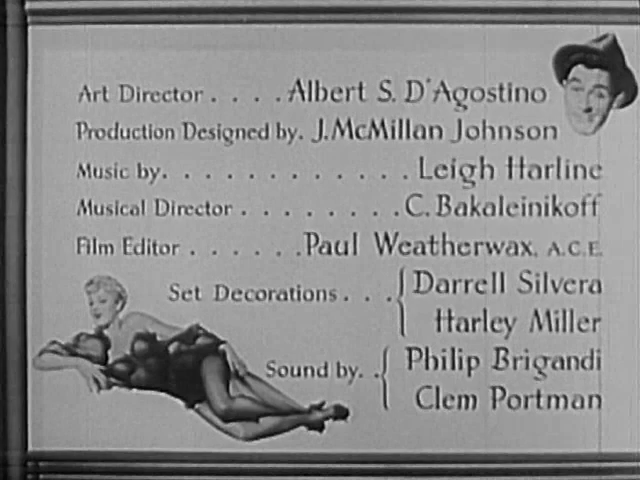 Art Director . . . . Albert S. D'Agostino
Production Designed by. J. McMillan Johnson
Music by. . . . . . . . . . . . . Leigh Harline
Musical Director . . . . . . . . C. Bakaleinikoff
Film Editor . . . . . . Paul Weatherwax, A.C.E.
Set Decorations . . . { Darrell Silvera
Harley Miller
Sound by. . { Philip Brigandi
Clem Portman